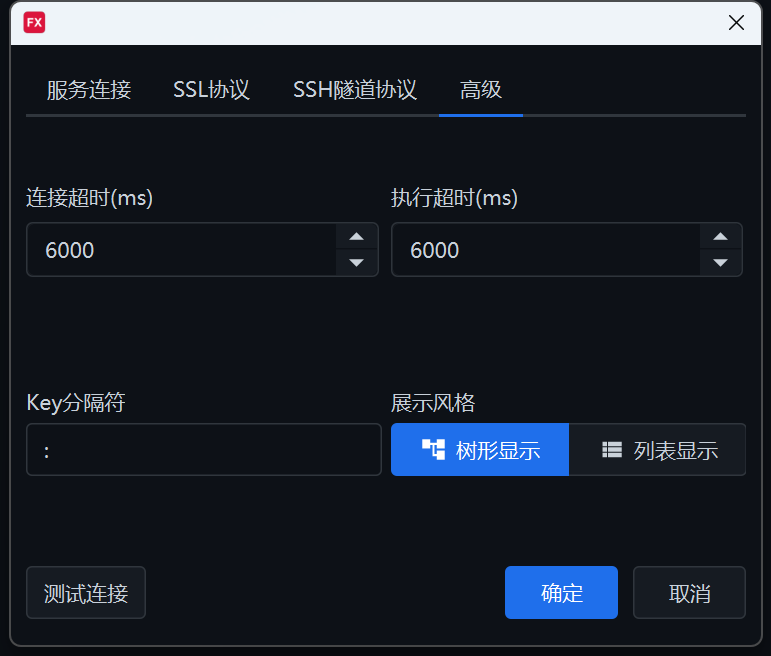 FX
服务连接 SSL协议 SSH隧道协议 高级
连接超时(ms) 执行超时(ms)
6000 6000
Key分隔符 展示风格
: 树形显示 列表显示
测试连接 确定 取消